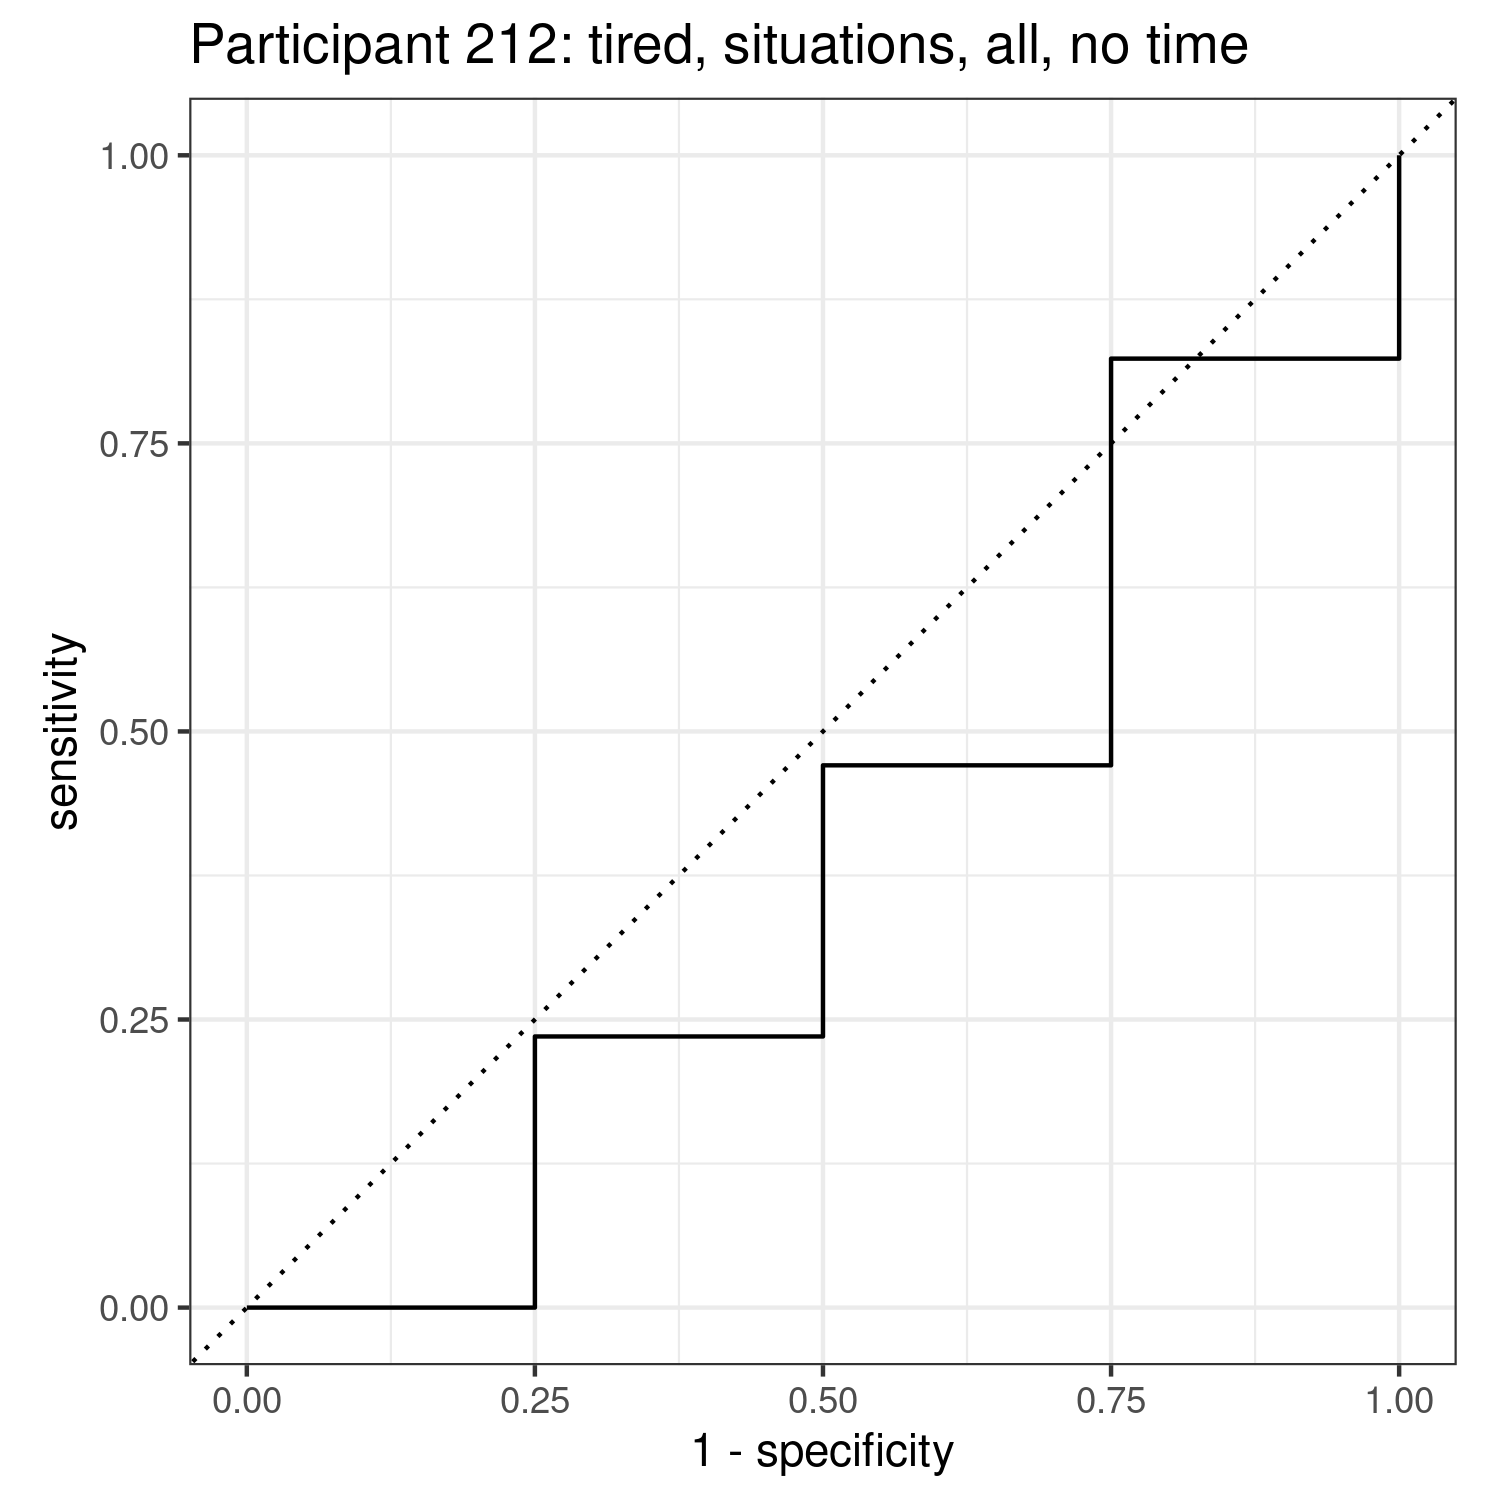 Participant 212: tired, situations, all, no time
1.00
0.75
0.50
0.25
0.00
sensitivity
0.00 0.25 0.50 0.75 1.00
1 - specificity